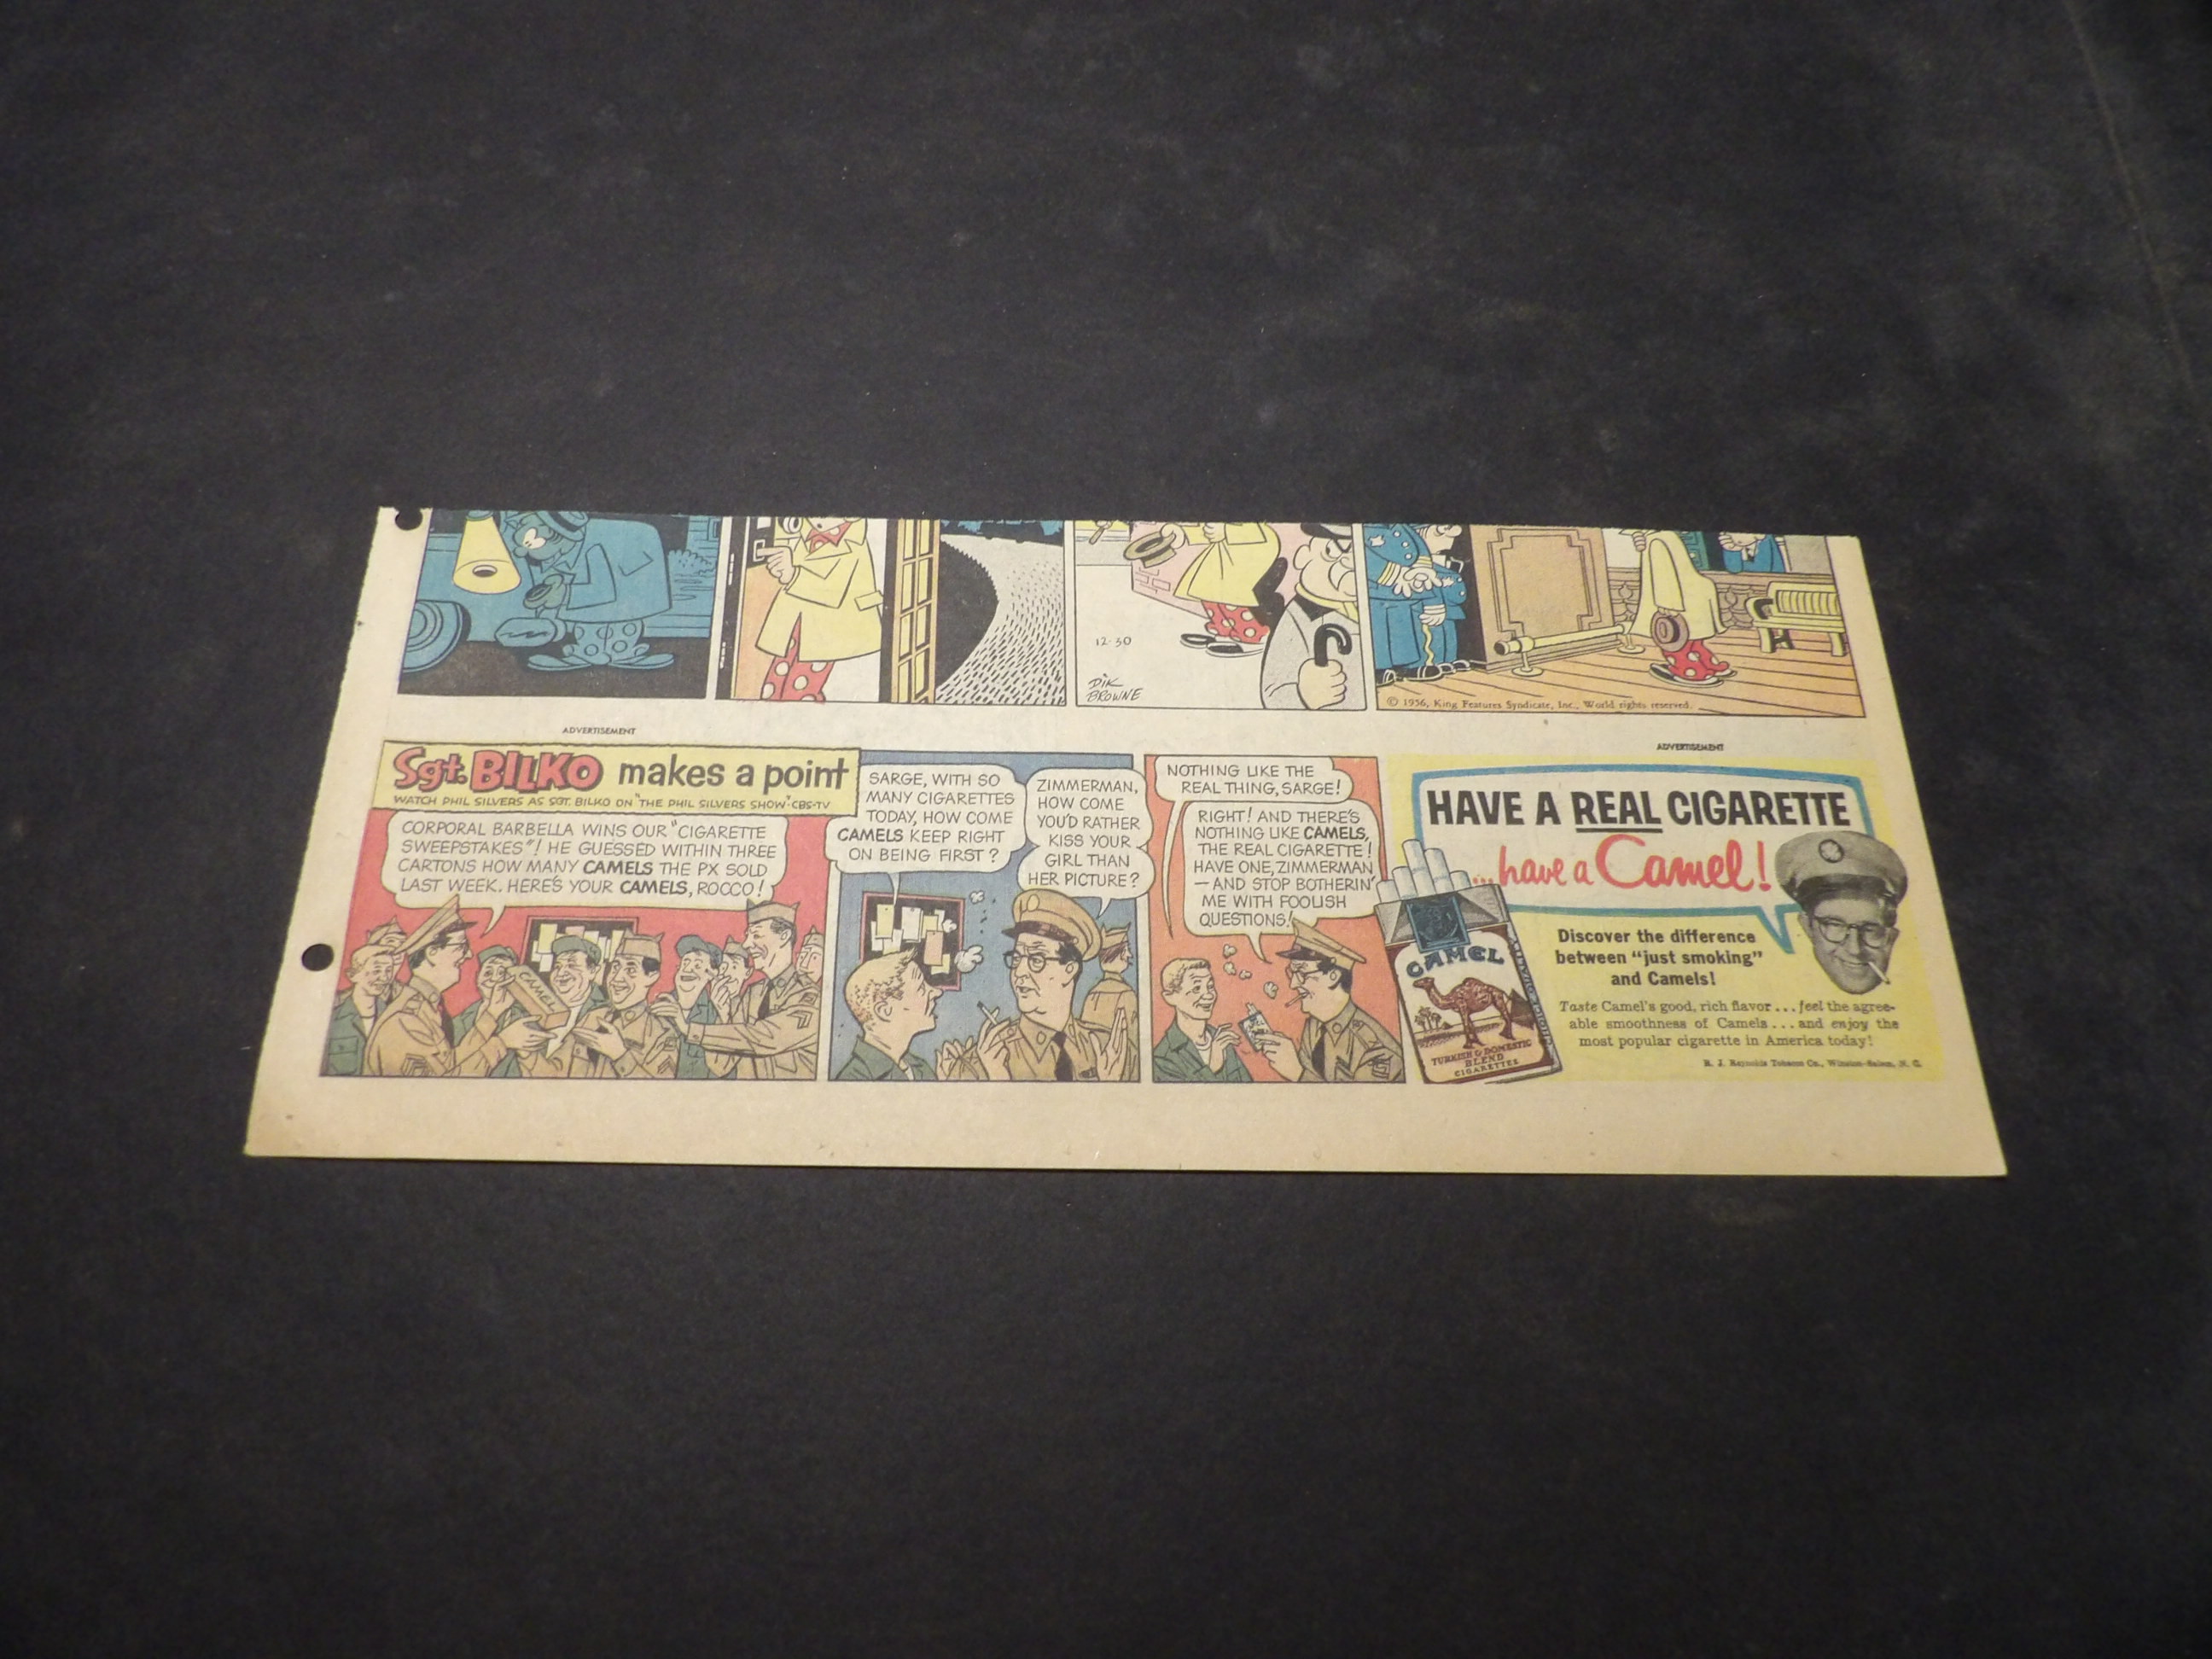 12-30
DIK
BROWNE
© 1956, King Features Syndicate, Inc., World rights reserved.
ADVERTISEMENT
ADVERTISEMENT
Sgt. BILKO makes a point
WATCH PHIL SILVERS AS SGT. BILKO ON "THE PHIL SILVERS SHOW" CBS-TV
CORPORAL BARBELLA WINS OUR "CIGARETTE
SWEEPSTAKES"! HE GUESSED WITHIN THREE
CARTONS HOW MANY CAMELS THE PX SOLD
LAST WEEK. HERE'S YOUR CAMELS, ROCCO!
CAMEL
SARGE, WITH SO
MANY CIGARETTES
TODAY, HOW COME
CAMELS KEEP RIGHT
ON BEING FIRST?
ZIMMERMAN,
HOW COME
YOU'D RATHER
KISS YOUR
GIRL THAN
HER PICTURE?
NOTHING LIKE THE
REAL THING, SARGE!
RIGHT! AND THERE'S
NOTHING LIKE CAMELS,
THE REAL CIGARETTE!
HAVE ONE, ZIMMERMAN
—AND STOP BOTHERIN'
ME WITH FOOLISH
QUESTIONS!
HAVE A REAL CIGARETTE
...have a Camel!
CAMEL
TURKISH & DOMESTIC
BLEND
CIGARETTES
Discover the difference
between "just smoking"
and Camels!
Taste Camel's good, rich flavor...feel the agree-
able smoothness of Camels...and enjoy the
most popular cigarette in America today!
R. J. Reynolds Tobacco Co., Winston-Salem, N. C.